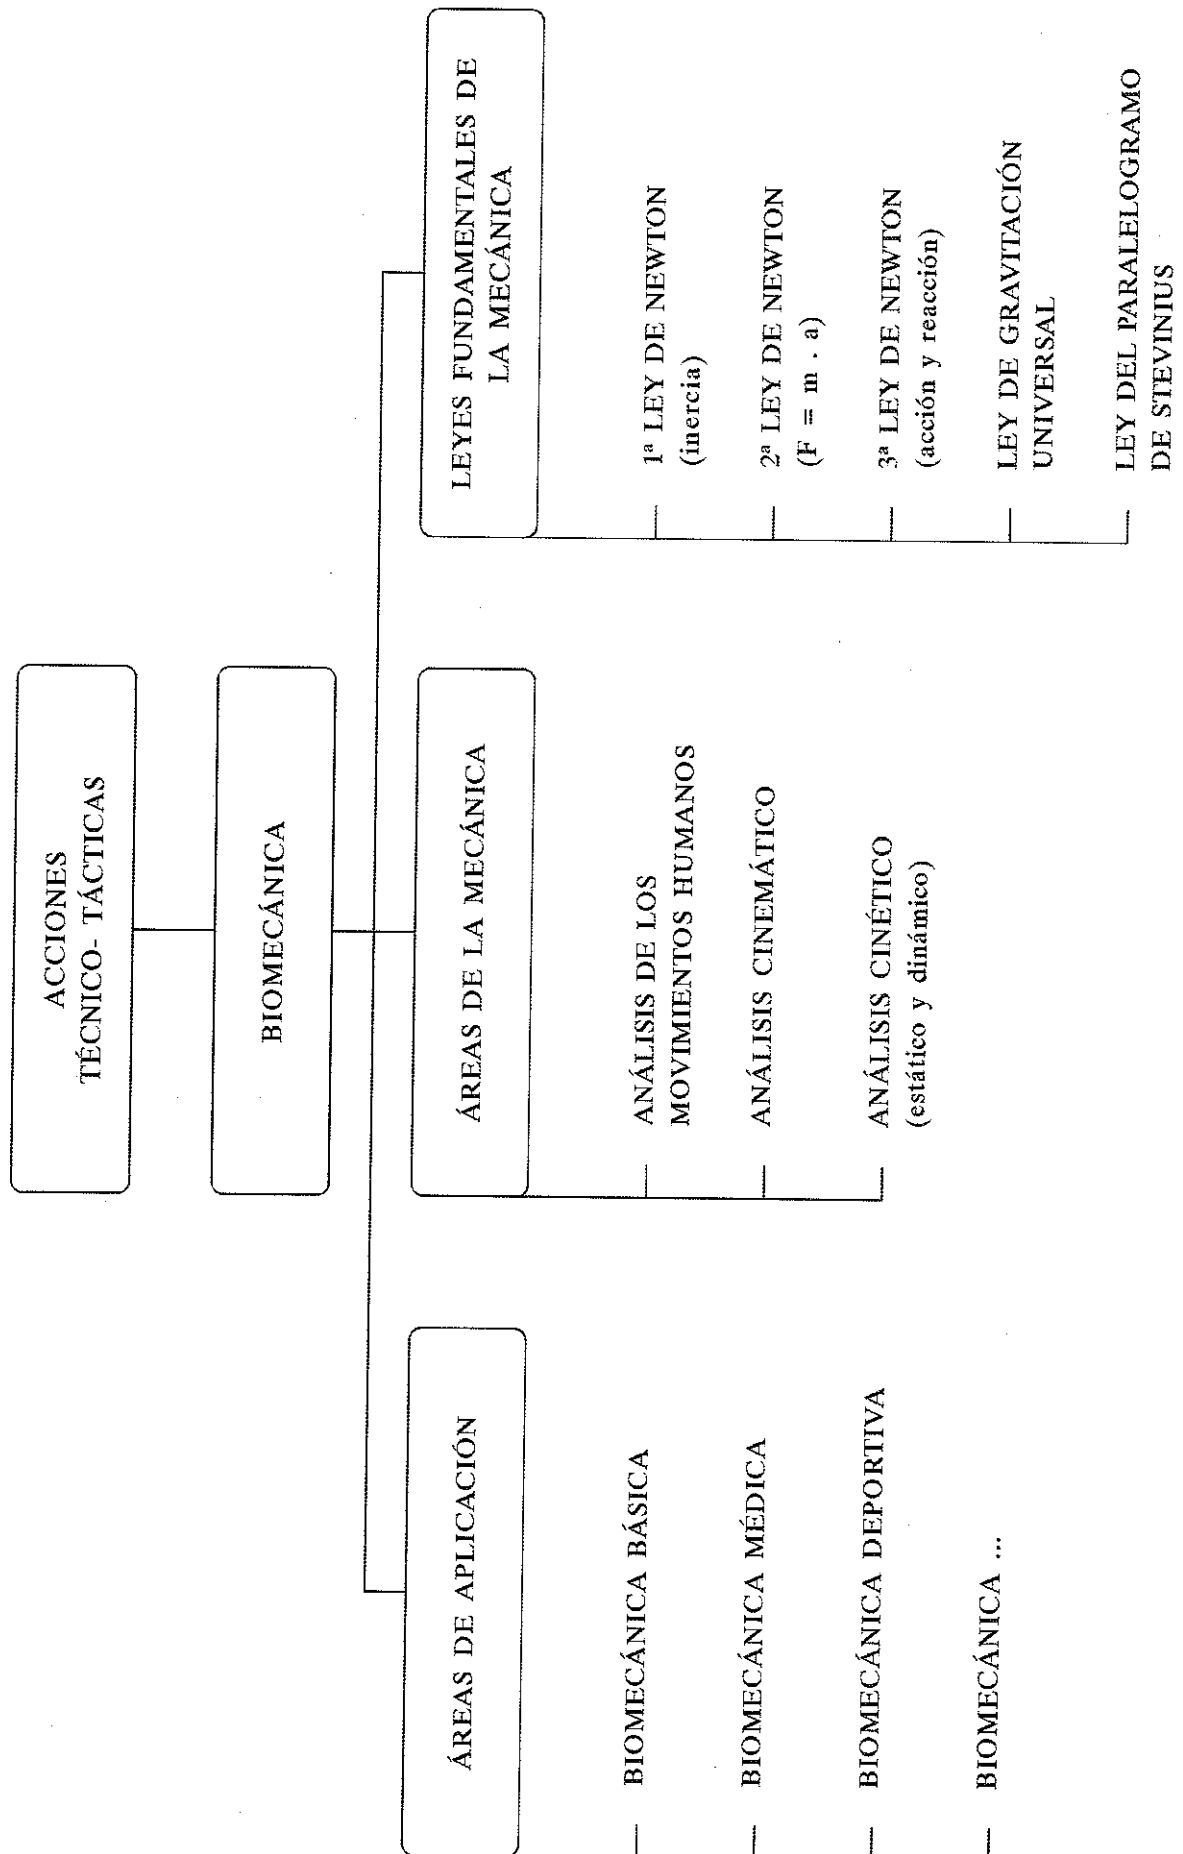 ACCIONES
TÉCNICO- TÁCTICAS
BIOMECÁNICA
ÁREAS DE APLICACIÓN
BIOMECÁNICA BÁSICA
BIOMECÁNICA MÉDICA
BIOMECÁNICA DEPORTIVA
BIOMECÁNICA ...
ÁREAS DE LA MECÁNICA
ANÁLISIS DE LOS
MOVIMIENTOS HUMANOS
ANÁLISIS CINEMÁTICO
ANÁLISIS CINÉTICO
(estático y dinámico)
LEYES FUNDAMENTALES DE
LA MECÁNICA
1ª LEY DE NEWTON
(inercia)
2ª LEY DE NEWTON
(F = m . a)
3ª LEY DE NEWTON
(acción y reacción)
LEY DE GRAVITACIÓN
UNIVERSAL
LEY DEL PARALELOGRAMO
DE STEVINIUS